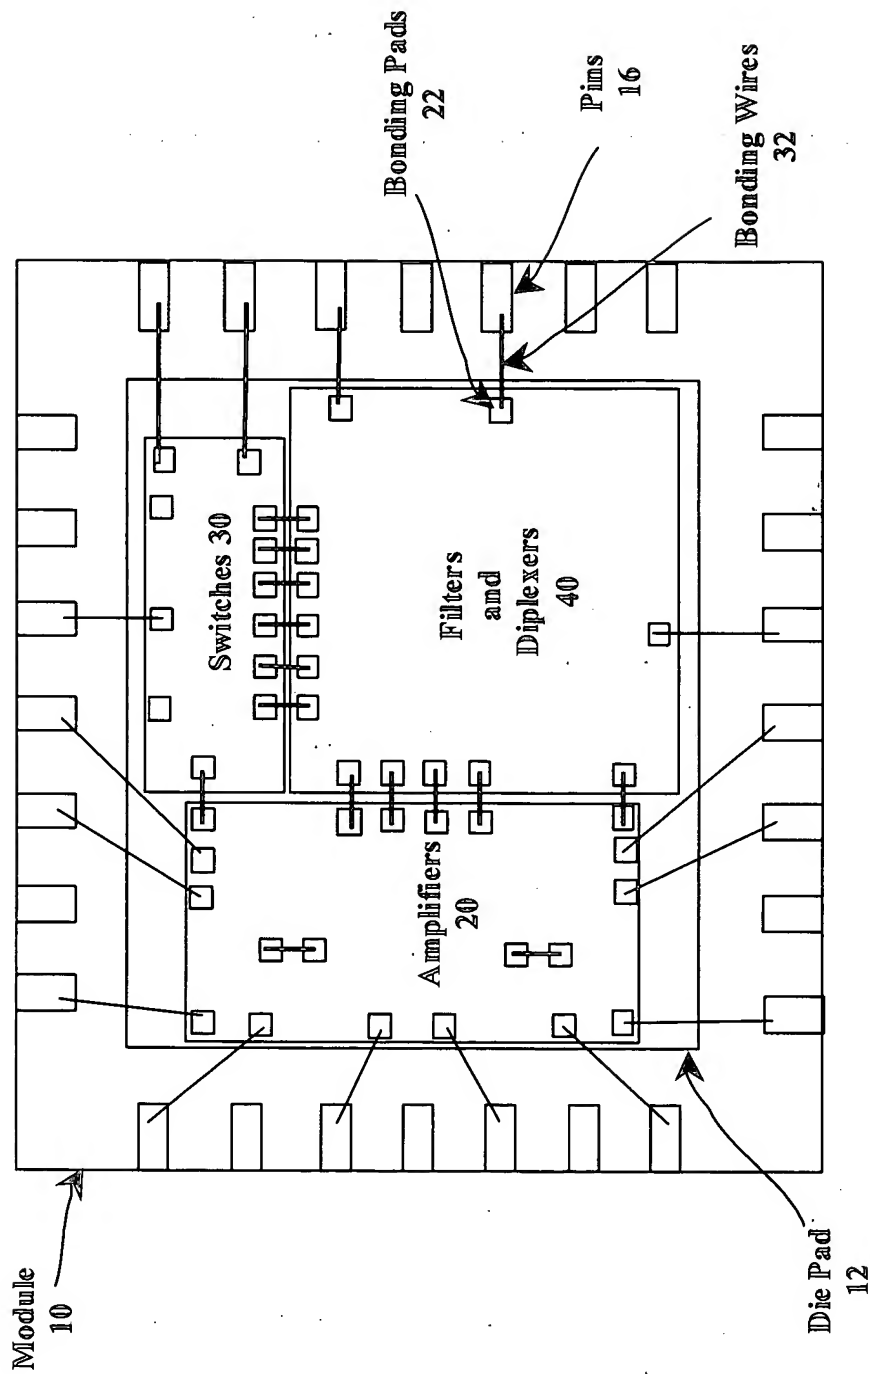 Module
10
Die Pad
12
Amplifiers
20
Switches 30
Filters
and
Diplexers
40
Bonding Pads
22
Pins
16
Bonding Wires
32